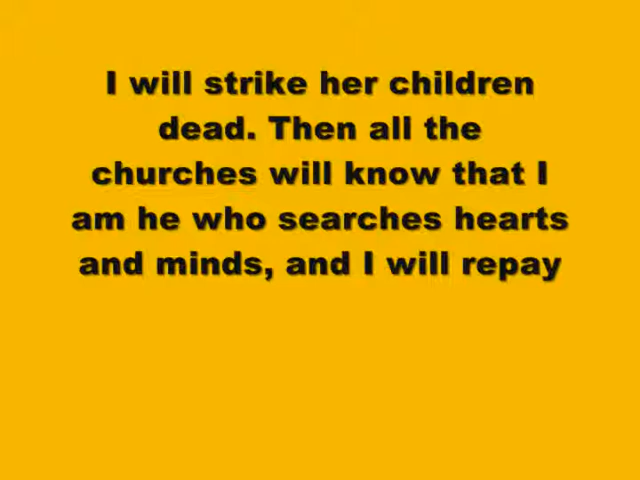 I will strike her children
dead. Then all the
churches will know that I
am he who searches hearts
and minds, and I will repay